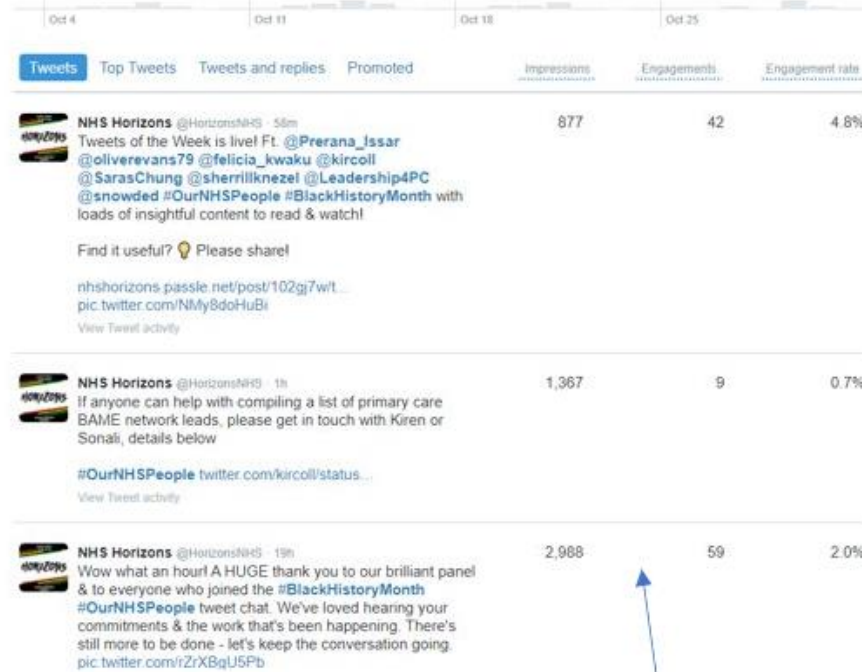 Oct 4 Oct 11 Oct 18 Oct 25
Tweets Top Tweets Tweets and replies Promoted Impressions Engagements Engagement rate
NHS Horizons @HorizonsNHS · 56m 877 42 4.8%
HORIZONS
Tweets of the Week is live! Ft. @Prerana_Issar
@oliverevans79 @felicia_kwaku @kircoll
@SarasChung @sherrillknezel @Leadership4PC
@snowded #OurNHSPeople #BlackHistoryMonth with
loads of insightful content to read & watch!
Find it useful? 💡 Please share!
nhshorizons.passle.net/post/102gj7w/t...
pic.twitter.com/NMy8doHuBi
View Tweet activity
NHS Horizons @HorizonsNHS · 1h 1,367 9 0.7%
HORIZONS
If anyone can help with compiling a list of primary care
BAME network leads, please get in touch with Kiren or
Sonali, details below
#OurNHSPeople twitter.com/kircoll/status...
View Tweet activity
NHS Horizons @HorizonsNHS · 19h 2,988 59 2.0%
HORIZONS
Wow what an hour! A HUGE thank you to our brilliant panel
& to everyone who joined the #BlackHistoryMonth
#OurNHSPeople tweet chat. We've loved hearing your
commitments & the work that's been happening. There's
still more to be done - let's keep the conversation going.
pic.twitter.com/rZrXBgU5Pb